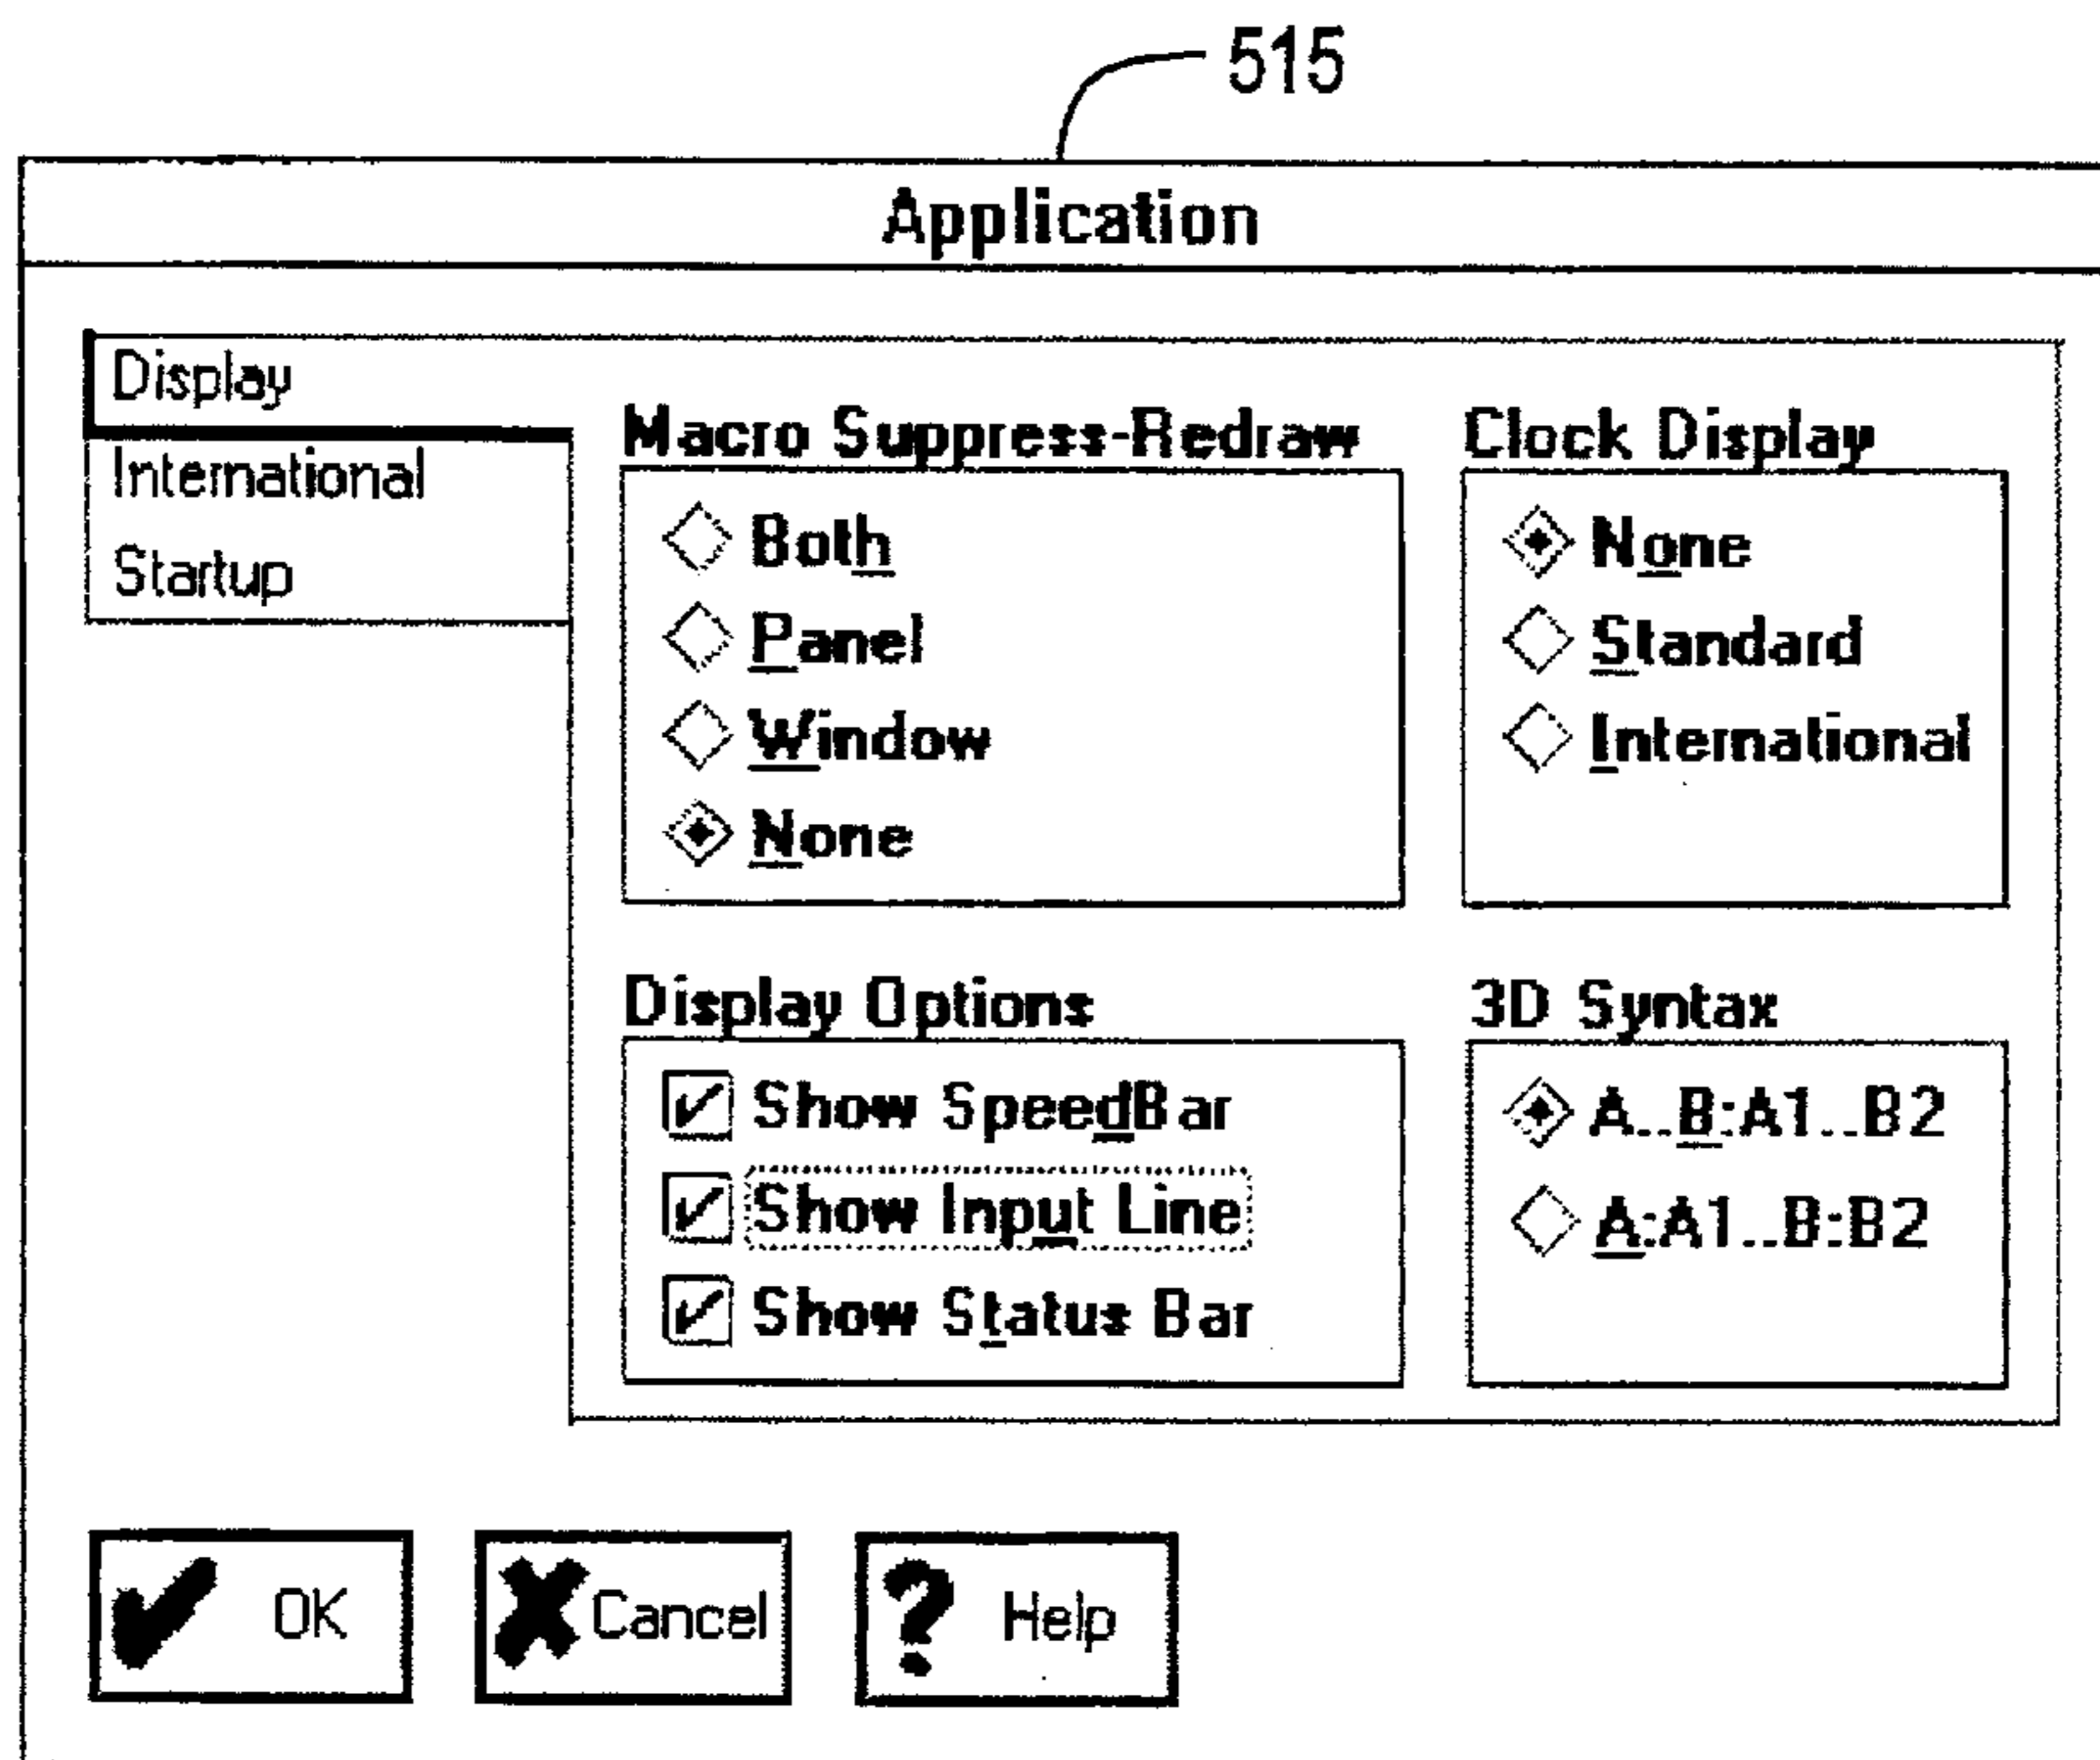 515
Application
Display
International
Startup
Macro Suppress-Redraw
Both
Panel
Window
None
Clock Display
None
Standard
International
Display Options
Show SpeedBar
Show Input Line
Show Status Bar
3D Syntax
A..B:A1..B2
A:A1..B:B2
OK
Cancel
Help